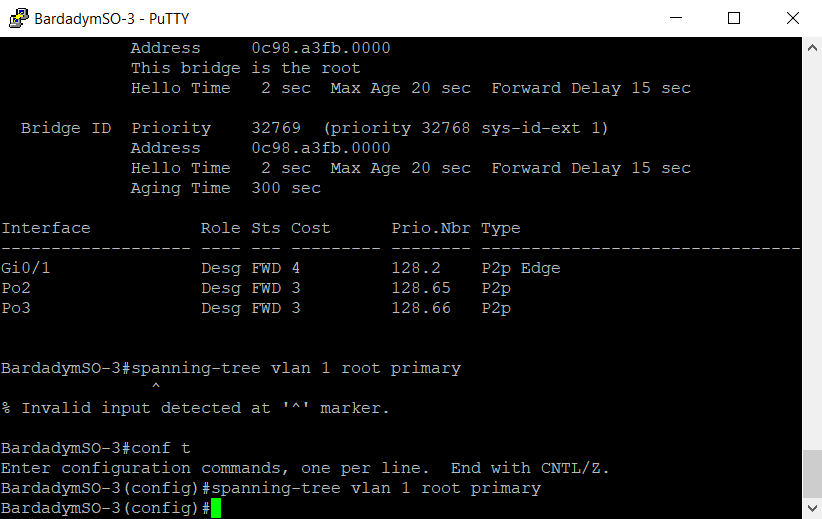 BardadymSO-3 - PuTTY
Address 0c98.a3fb.0000
This bridge is the root
Hello Time 2 sec Max Age 20 sec Forward Delay 15 sec
Bridge ID Priority 32769 (priority 32768 sys-id-ext 1)
Address 0c98.a3fb.0000
Hello Time 2 sec Max Age 20 sec Forward Delay 15 sec
Aging Time 300 sec
Interface Role Sts Cost Prio.Nbr Type
------------------- ---- --- --------- -------- --------------------------------
Gi0/1 Desg FWD 4 128.2 P2p Edge
Po2 Desg FWD 3 128.65 P2p
Po3 Desg FWD 3 128.66 P2p
BardadymSO-3#spanning-tree vlan 1 root primary
^
% Invalid input detected at '^' marker.
BardadymSO-3#conf t
Enter configuration commands, one per line. End with CNTL/Z.
BardadymSO-3(config)#spanning-tree vlan 1 root primary
BardadymSO-3(config)#